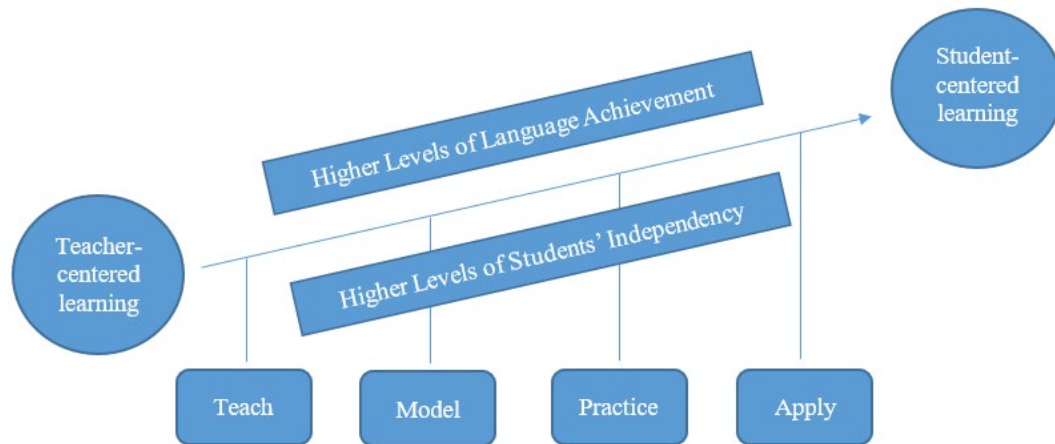 Student-
centered
learning
Higher Levels of Language Achievement
Higher Levels of Students’ Independency
Teacher-
centered
learning
Teach
Model
Practice
Apply